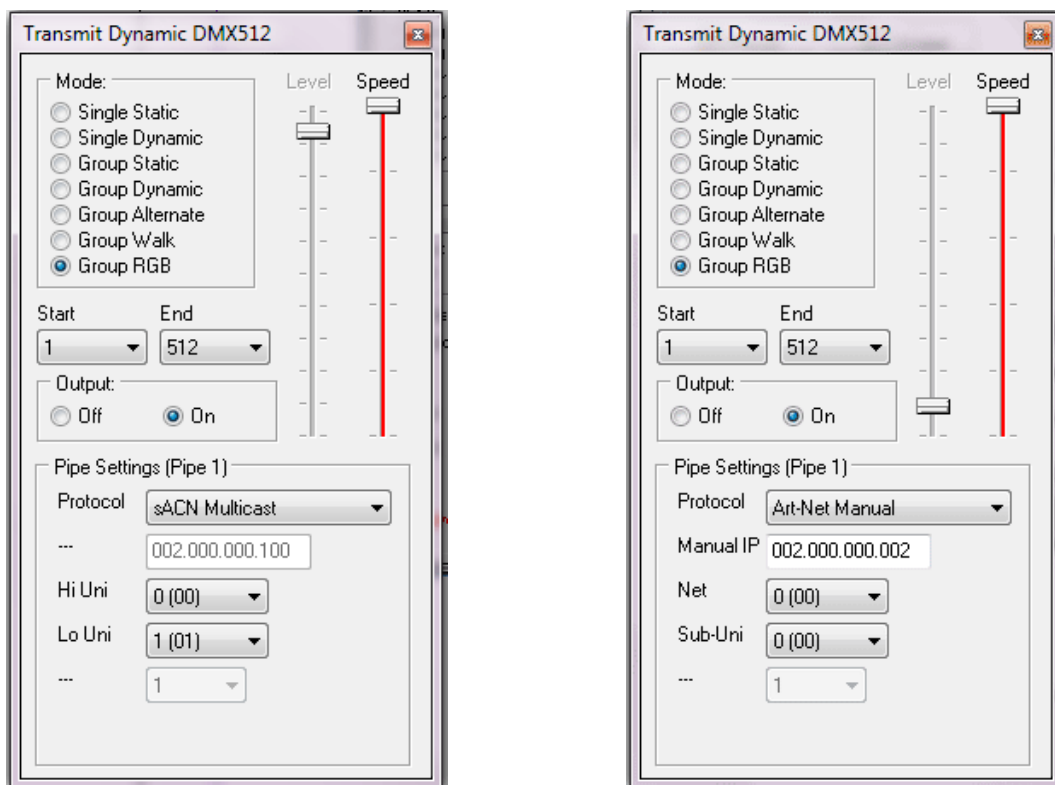 Transmit Dynamic DMX512
Mode:
Level
Speed
Single Static
Single Dynamic
Group Static
Group Dynamic
Group Alternate
Group Walk
Group RGB
Start
End
1
512
Output:
Off
On
Pipe Settings (Pipe 1)
Protocol
sACN Multicast
---
002.000.000.100
Hi Uni
0 (00)
Lo Uni
1 (01)
---
1
Transmit Dynamic DMX512
Mode:
Level
Speed
Single Static
Single Dynamic
Group Static
Group Dynamic
Group Alternate
Group Walk
Group RGB
Start
End
1
512
Output:
Off
On
Pipe Settings (Pipe 1)
Protocol
Art-Net Manual
Manual IP
002.000.000.002
Net
0 (00)
Sub-Uni
0 (00)
---
1